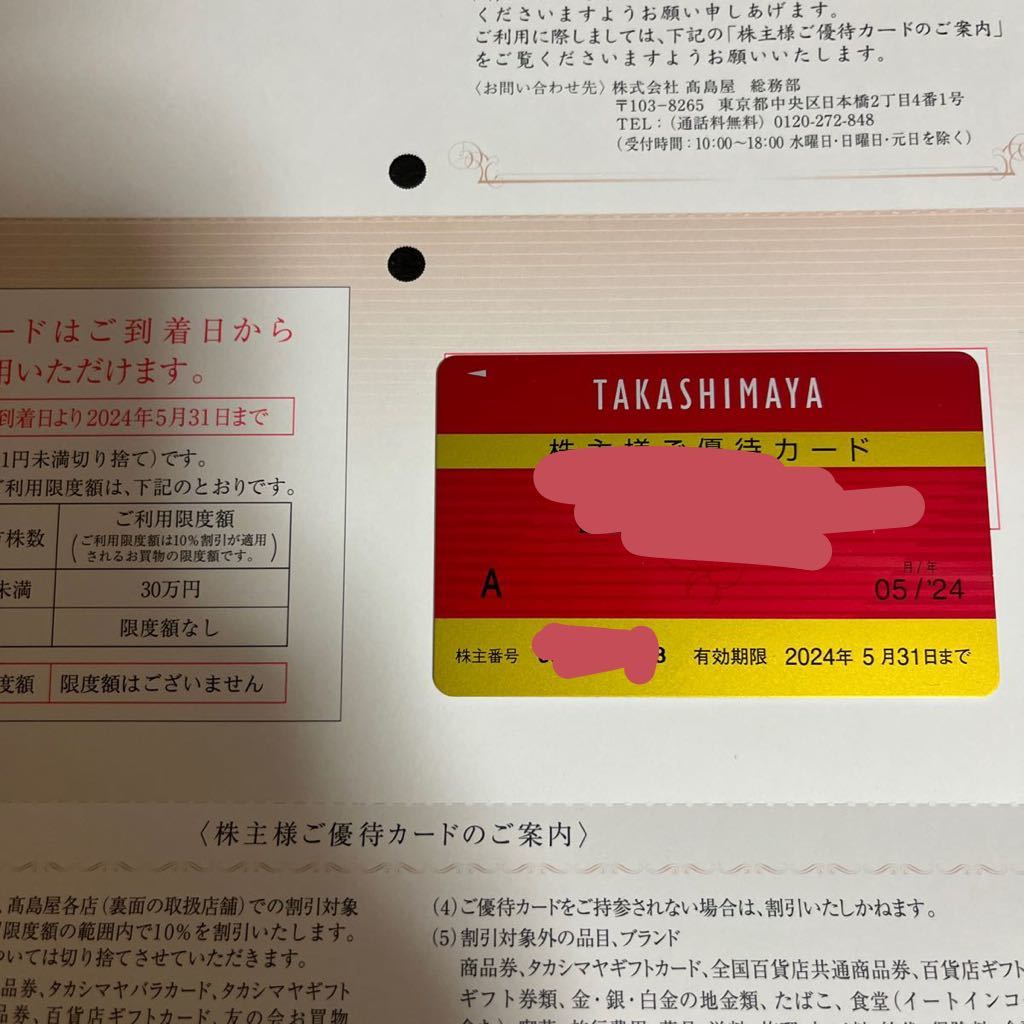 くださいますようお願い申しあげます。
ご利用に際しましては、下記の「株主様ご優待カードのご案内」
をご覧くださいますようお願いいたします。
〈お問い合わせ先〉 株式会社 髙島屋 総務部
〒103-8265 東京都中央区日本橋2丁目4番1号
TEL:(通話料無料) 0120-272-848
(受付時間:10:00~18:00 水曜日・日曜日・元日を除く)
ードはご到着日から
用いただけます。
到着日より2024年5月31日まで
1円未満切り捨て)です。
ご利用限度額は、下記のとおりです。
株数 ご利用限度額
(ご利用限度額は10%割引が適用
されるお買物の限度額です。)
未満 30万円
限度額なし
度額 限度額はございません
TAKASHIMAYA
株主様ご優待カード
月/年
A 05/'24
株主番号 3 有効期限 2024年 5月31日まで
〈株主様ご優待カードのご案内〉
、髙島屋各店(裏面の取扱店舗)での割引対象
限度額の範囲内で10%を割引いたします。
ついては切り捨てさせていただきます。
品券、タカシマヤバラカード、タカシマヤギフト
品券、百貨店ギフトカード、友の会お買物
(4)ご優待カードをご持参されない場合は、割引いたしかねます。
(5)割引対象外の品目、ブランド
商品券、タカシマヤギフトカード、全国百貨店共通商品券、百貨店ギフト
ギフト券類、金・銀・白金の地金類、たばこ、食堂(イートインコ